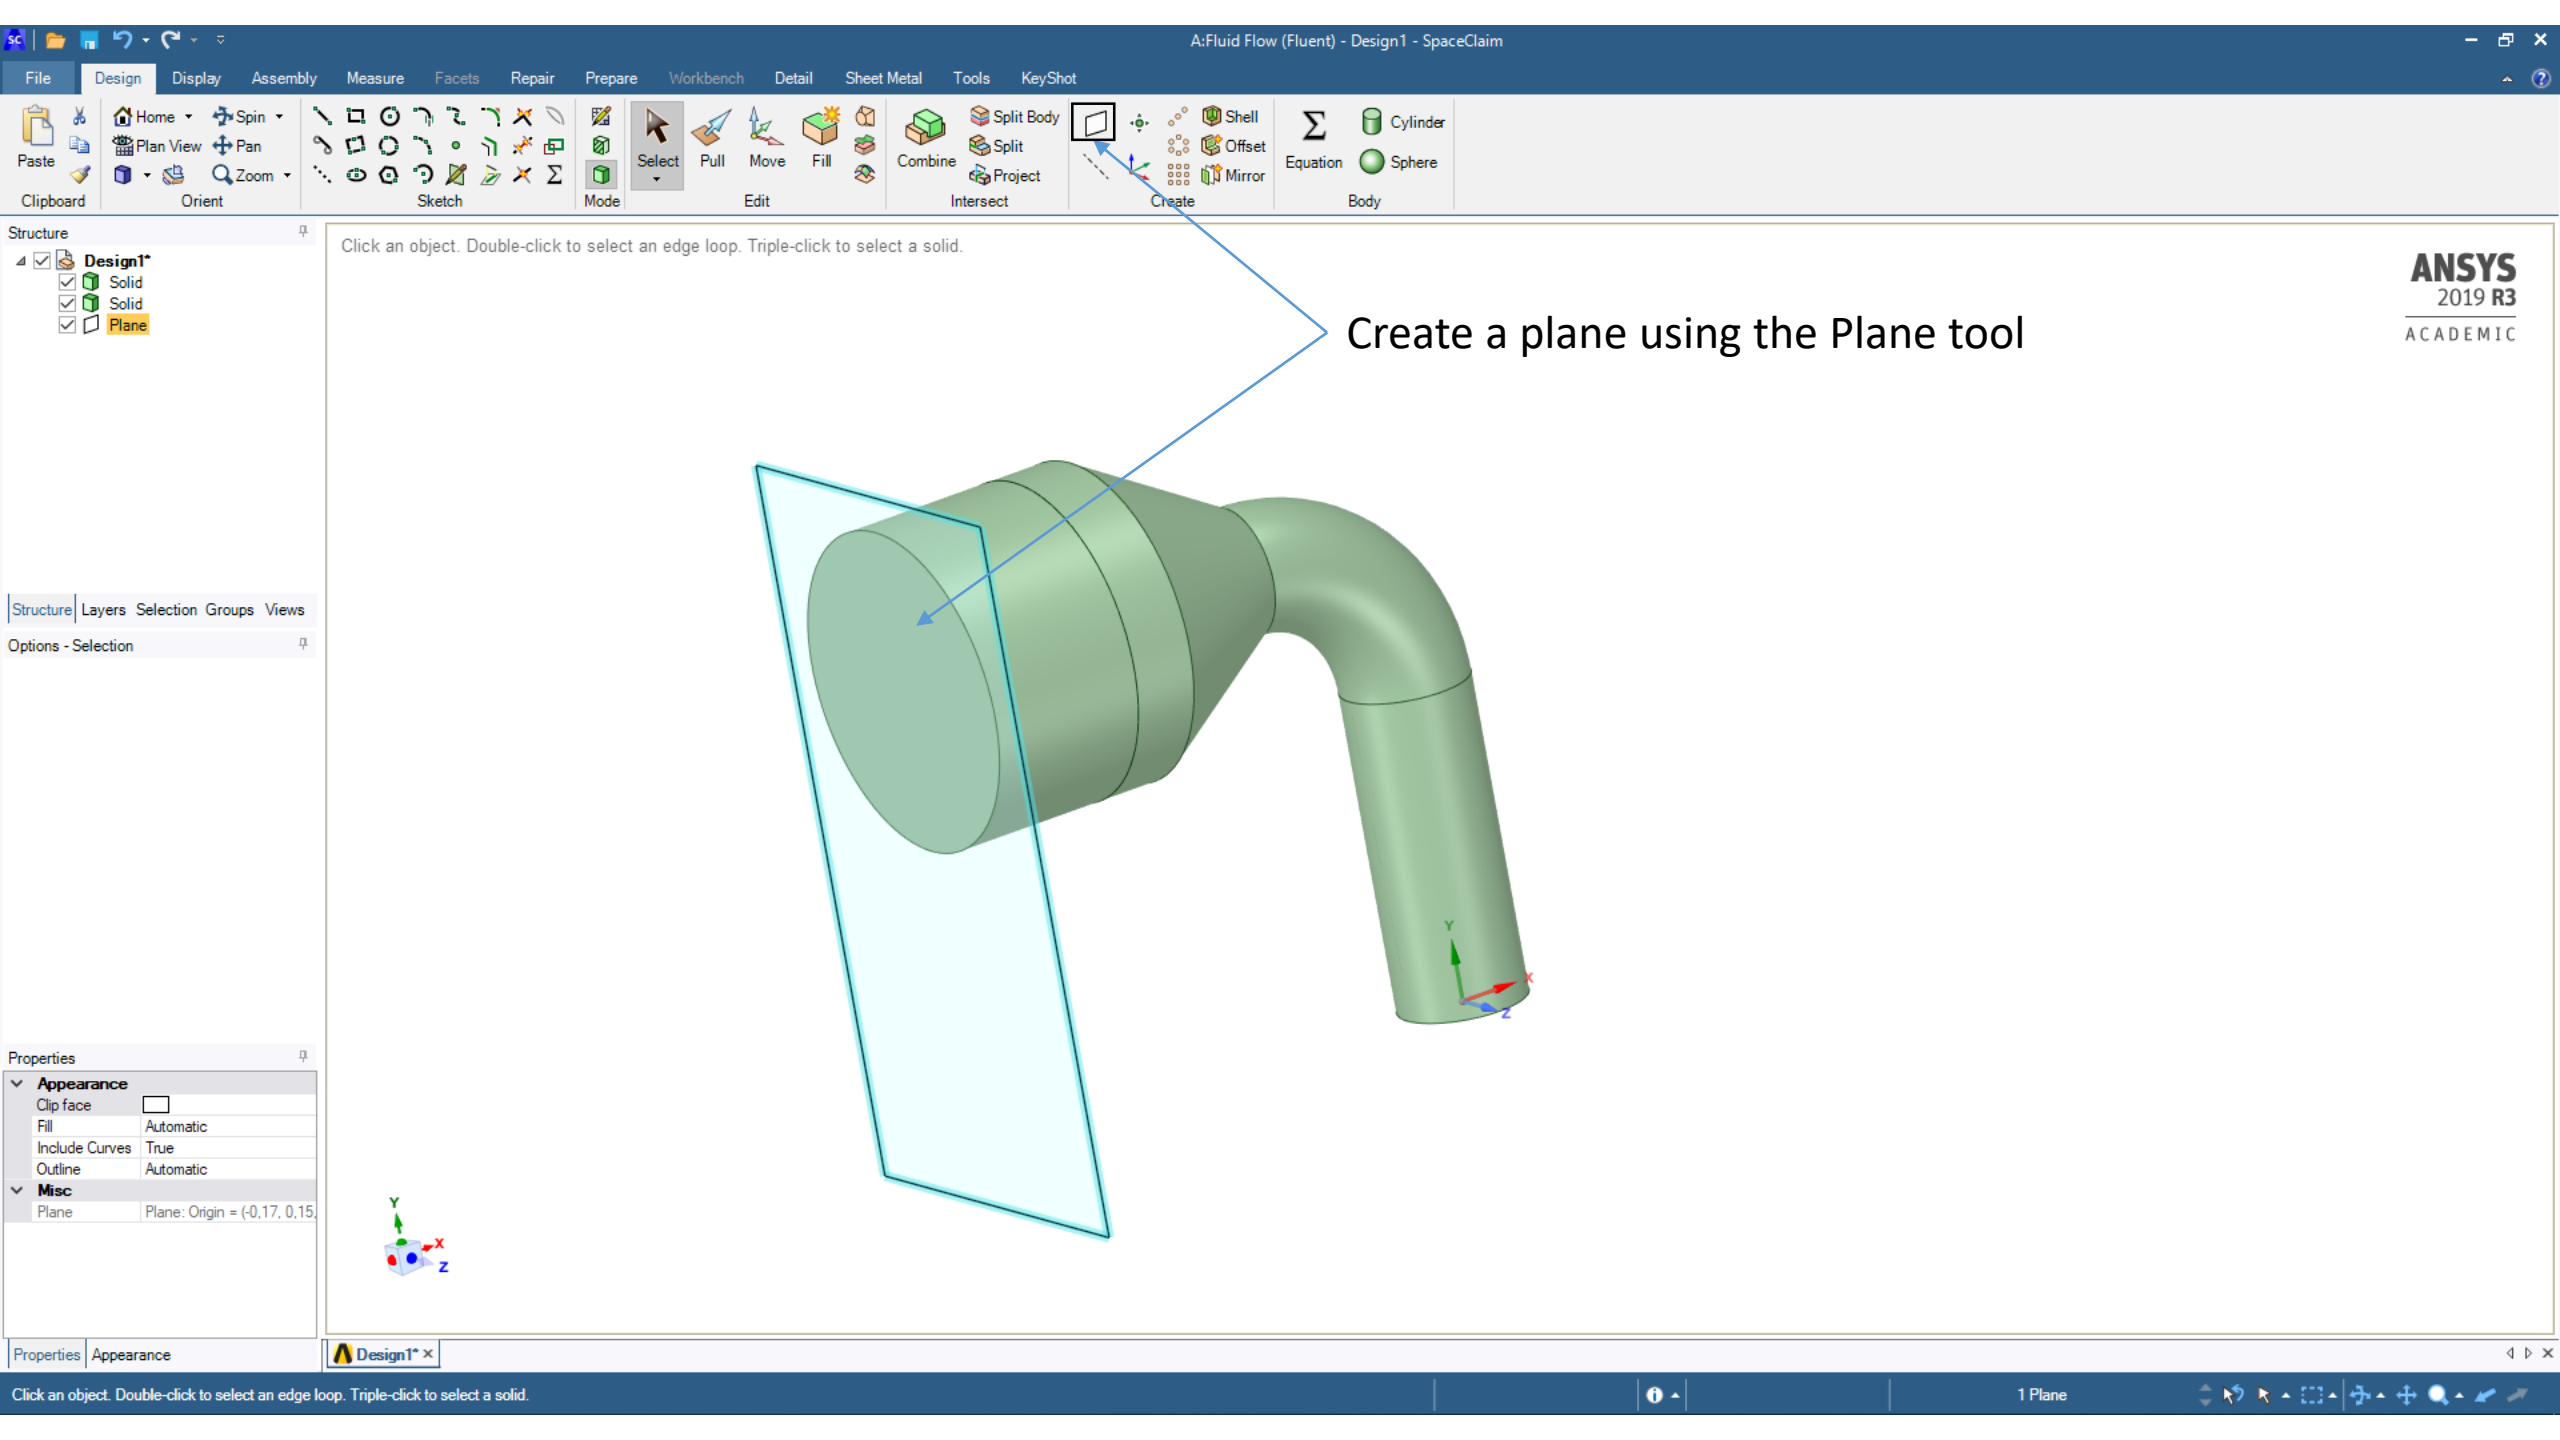 SC
A:Fluid Flow (Fluent) - Design1 - SpaceClaim
File Design Display Assembly Measure Facets Repair Prepare Workbench Detail Sheet Metal Tools KeyShot
Paste
Home
Plan View
Spin
Pan
Zoom
Select
Pull
Move
Fill
Combine
Split Body
Split
Project
Shell
Offset
Mirror
Equation
Cylinder
Sphere
Clipboard Orient Sketch Mode Edit Intersect Create Body
Structure
Design1*
Solid
Solid
Plane
Structure Layers Selection Groups Views
Options - Selection
Properties
Appearance
Clip face
Fill Automatic
Include Curves True
Outline Automatic
Misc
Plane Plane: Origin = (-0,17, 0,15,
Properties Appearance
Click an object. Double-click to select an edge loop. Triple-click to select a solid.
ANSYS
2019 R3
ACADEMIC
Create a plane using the Plane tool
Y
X
Z
Y
X
Z
Design1*
Click an object. Double-click to select an edge loop. Triple-click to select a solid.
1 Plane